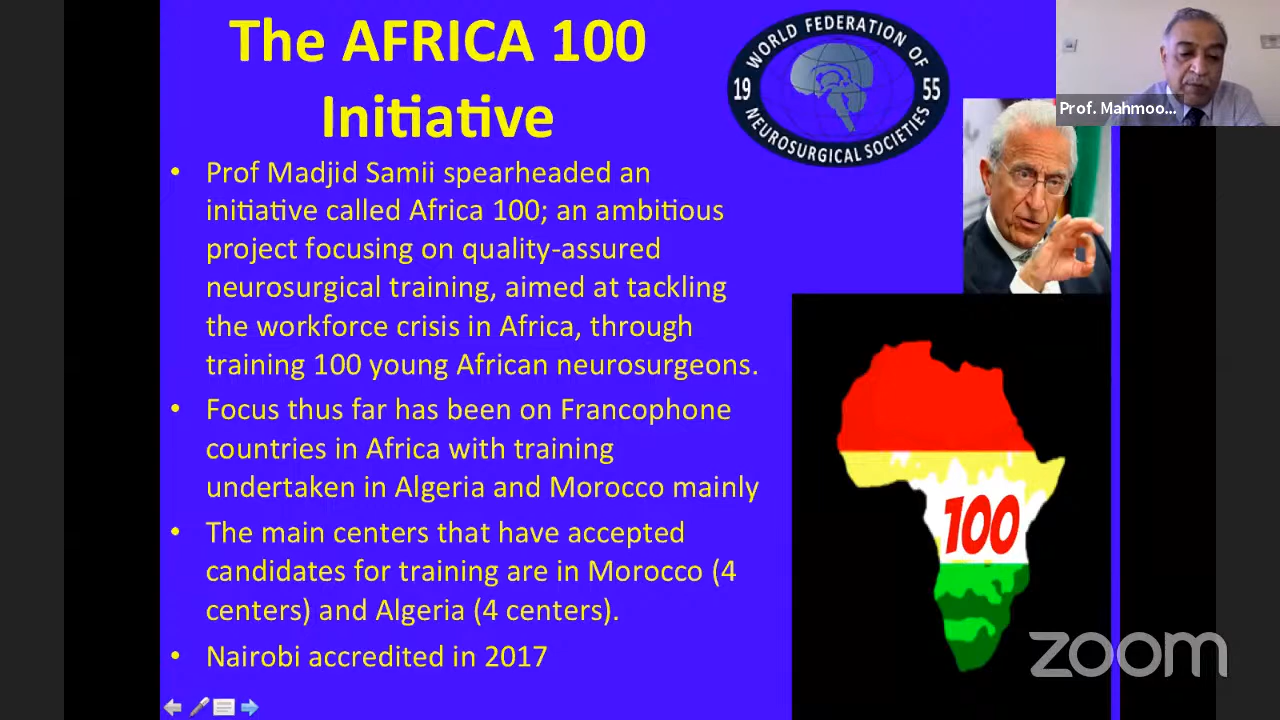 The AFRICA 100
Initiative
WORLD FEDERATION OF
19 55
NEUROSURGICAL SOCIETIES
Prof. Mahmoo...
• Prof Madjid Samii spearheaded an
initiative called Africa 100; an ambitious
project focusing on quality-assured
neurosurgical training, aimed at tackling
the workforce crisis in Africa, through
training 100 young African neurosurgeons.
• Focus thus far has been on Francophone
countries in Africa with training
undertaken in Algeria and Morocco mainly
• The main centers that have accepted
candidates for training are in Morocco (4
centers) and Algeria (4 centers).
• Nairobi accredited in 2017
100
zoom